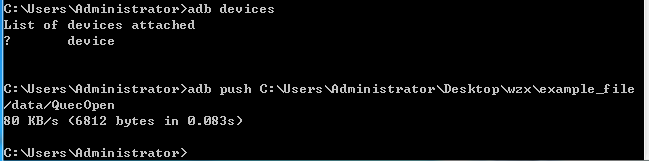 C:\Users\Administrator>adb devices
List of devices attached
?       device
C:\Users\Administrator>adb push C:\Users\Administrator\Desktop\wzx\example_file
/data/QuecOpen
80 KB/s (6812 bytes in 0.083s)
C:\Users\Administrator>